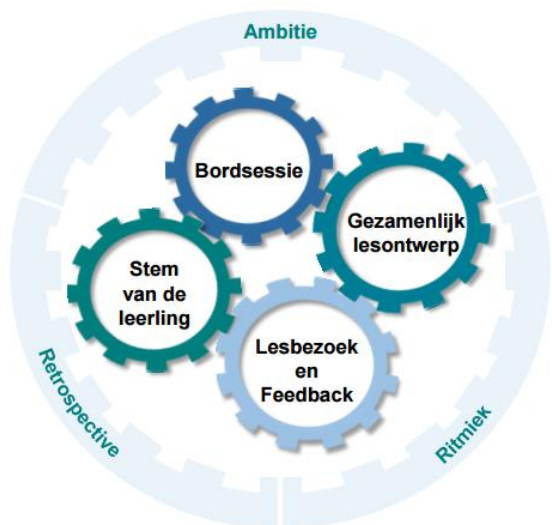 Ambitie
Bordsessie
Gezamenlijk
lesontwerp
Stem
van de
leerling
Lesbezoek
en
Feedback
Retrospective
Ritmiek